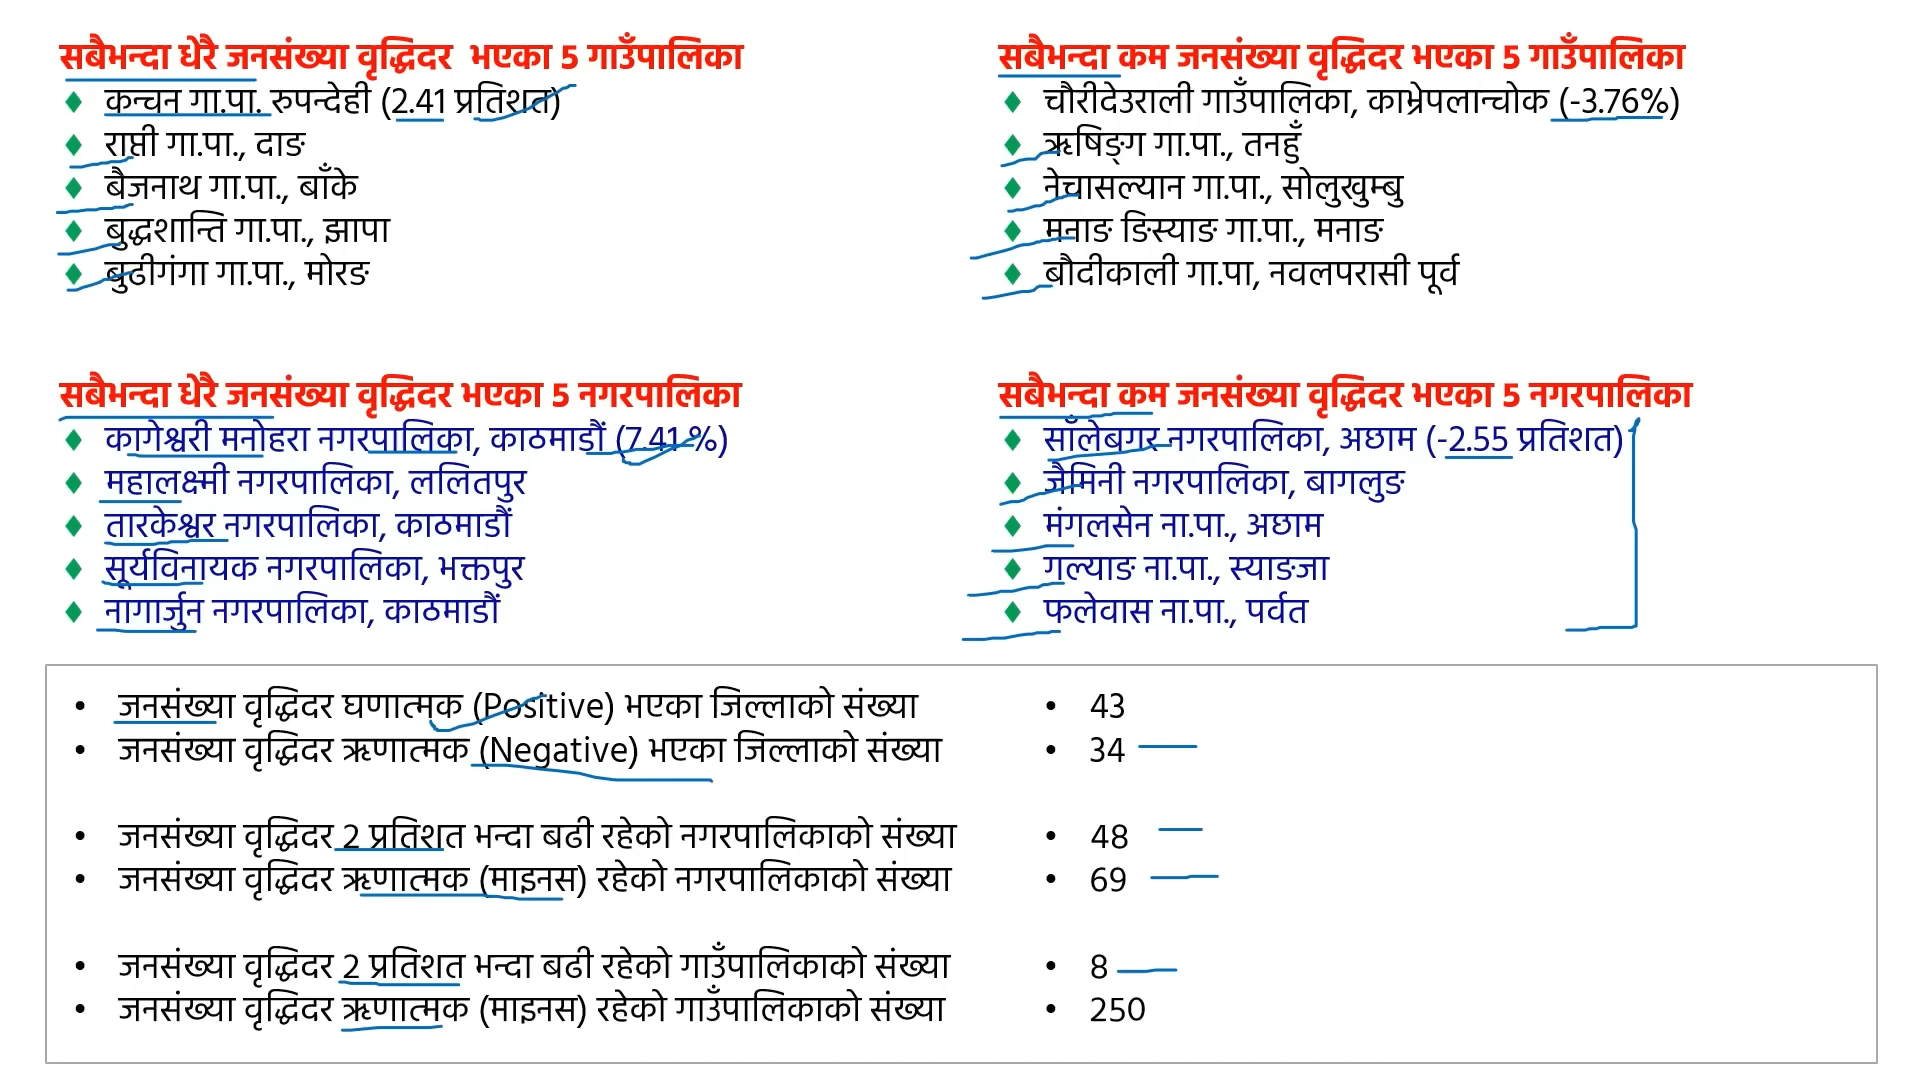 सबैभन्दा धेरै जनसंख्या वृद्धिदर भएका 5 गाउँपालिका
♦ कन्चन गा.पा. रुपन्देही (2.41 प्रतिशत)
♦ राप्ती गा.पा., दाङ
♦ बैजनाथ गा.पा., बाँके
♦ बुद्धशान्ति गा.पा., झापा
♦ बुढीगंगा गा.पा., मोरङ
सबैभन्दा कम जनसंख्या वृद्धिदर भएका 5 गाउँपालिका
♦ चौरीदेउराली गाउँपालिका, काभ्रेपलान्चोक (-3.76%)
♦ ऋषिङ्ग गा.पा., तनहुँ
♦ नेचासल्यान गा.पा., सोलुखुम्बु
♦ मनाङ ङिस्याङ गा.पा., मनाङ
♦ बौदीकाली गा.पा, नवलपरासी पूर्व
सबैभन्दा धेरै जनसंख्या वृद्धिदर भएका 5 नगरपालिका
♦ कागेश्वरी मनोहरा नगरपालिका, काठमाडौं (7.41 %)
♦ महालक्ष्मी नगरपालिका, ललितपुर
♦ तारकेश्वर नगरपालिका, काठमाडौं
♦ सूर्यविनायक नगरपालिका, भक्तपुर
♦ नागार्जुन नगरपालिका, काठमाडौं
सबैभन्दा कम जनसंख्या वृद्धिदर भएका 5 नगरपालिका
♦ साँलेबगर नगरपालिका, अछाम (-2.55 प्रतिशत)
♦ जैमिनी नगरपालिका, बागलुङ
♦ मंगलसेन ना.पा., अछाम
♦ गल्याङ ना.पा., स्याङजा
♦ फलेवास ना.पा., पर्वत
• जनसंख्या वृद्धिदर घणात्मक (Positive) भएका जिल्लाको संख्या • 43
• जनसंख्या वृद्धिदर ऋणात्मक (Negative) भएका जिल्लाको संख्या • 34
• जनसंख्या वृद्धिदर 2 प्रतिशत भन्दा बढी रहेको नगरपालिकाको संख्या • 48
• जनसंख्या वृद्धिदर ऋणात्मक (माइनस) रहेको नगरपालिकाको संख्या • 69
• जनसंख्या वृद्धिदर 2 प्रतिशत भन्दा बढी रहेको गाउँपालिकाको संख्या • 8
• जनसंख्या वृद्धिदर ऋणात्मक (माइनस) रहेको गाउँपालिकाको संख्या • 250